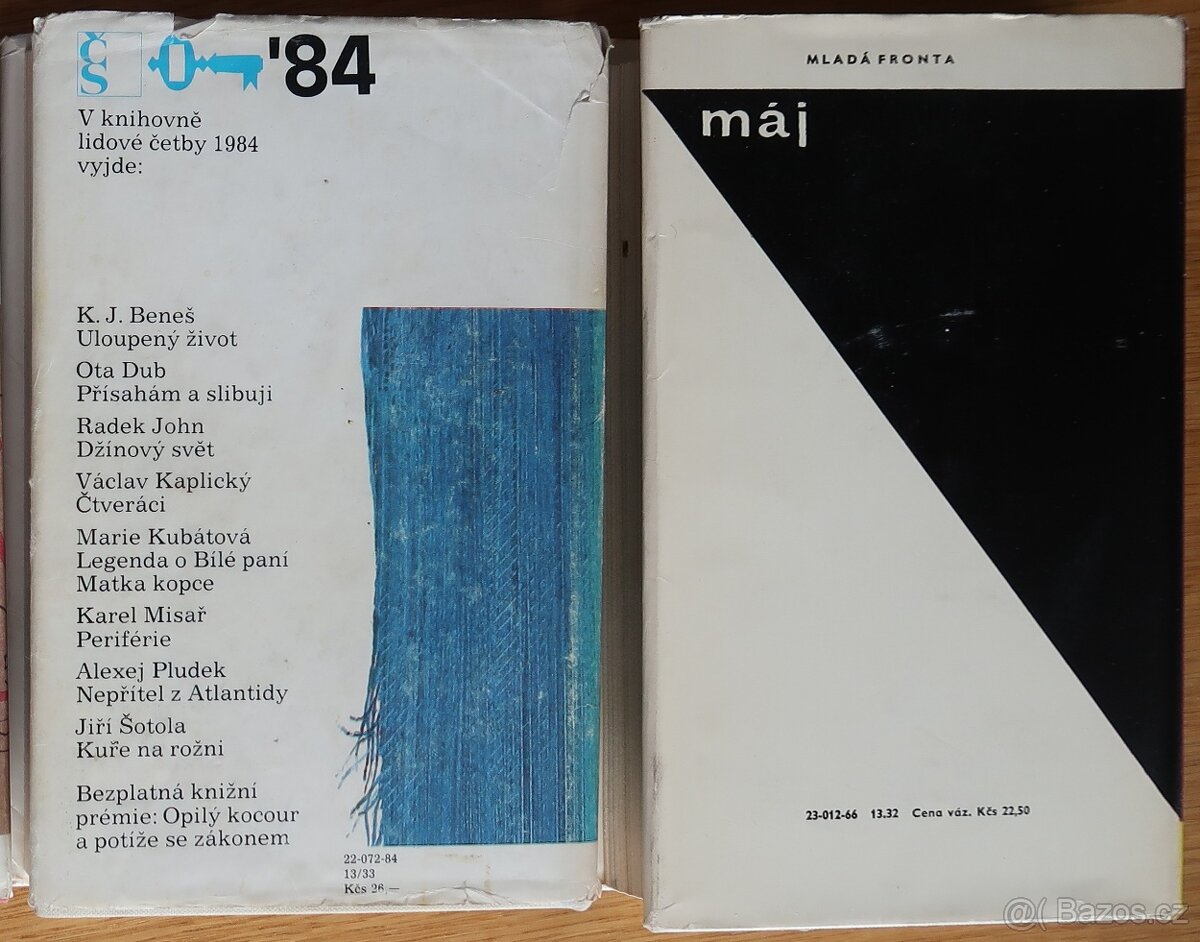 ČS '84
V knihovně
lidové četby 1984
vyjde:
K. J. Beneš
Uloupený život
Ota Dub
Přísahám a slibuji
Radek John
Džínový svět
Václav Kaplický
Čtveráci
Marie Kubátová
Legenda o Bílé paní
Matka kopce
Karel Misař
Periférie
Alexej Pludek
Nepřítel z Atlantidy
Jiří Šotola
Kuře na rožni
Bezplatná knižní
prémie: Opilý kocour
a potíže se zákonem
22-072-84
13/33
Kčs 26,—
MLADÁ FRONTA
máj
23-012-66 13.32 Cena váz. Kčs 22,50
@( Bazos.cz